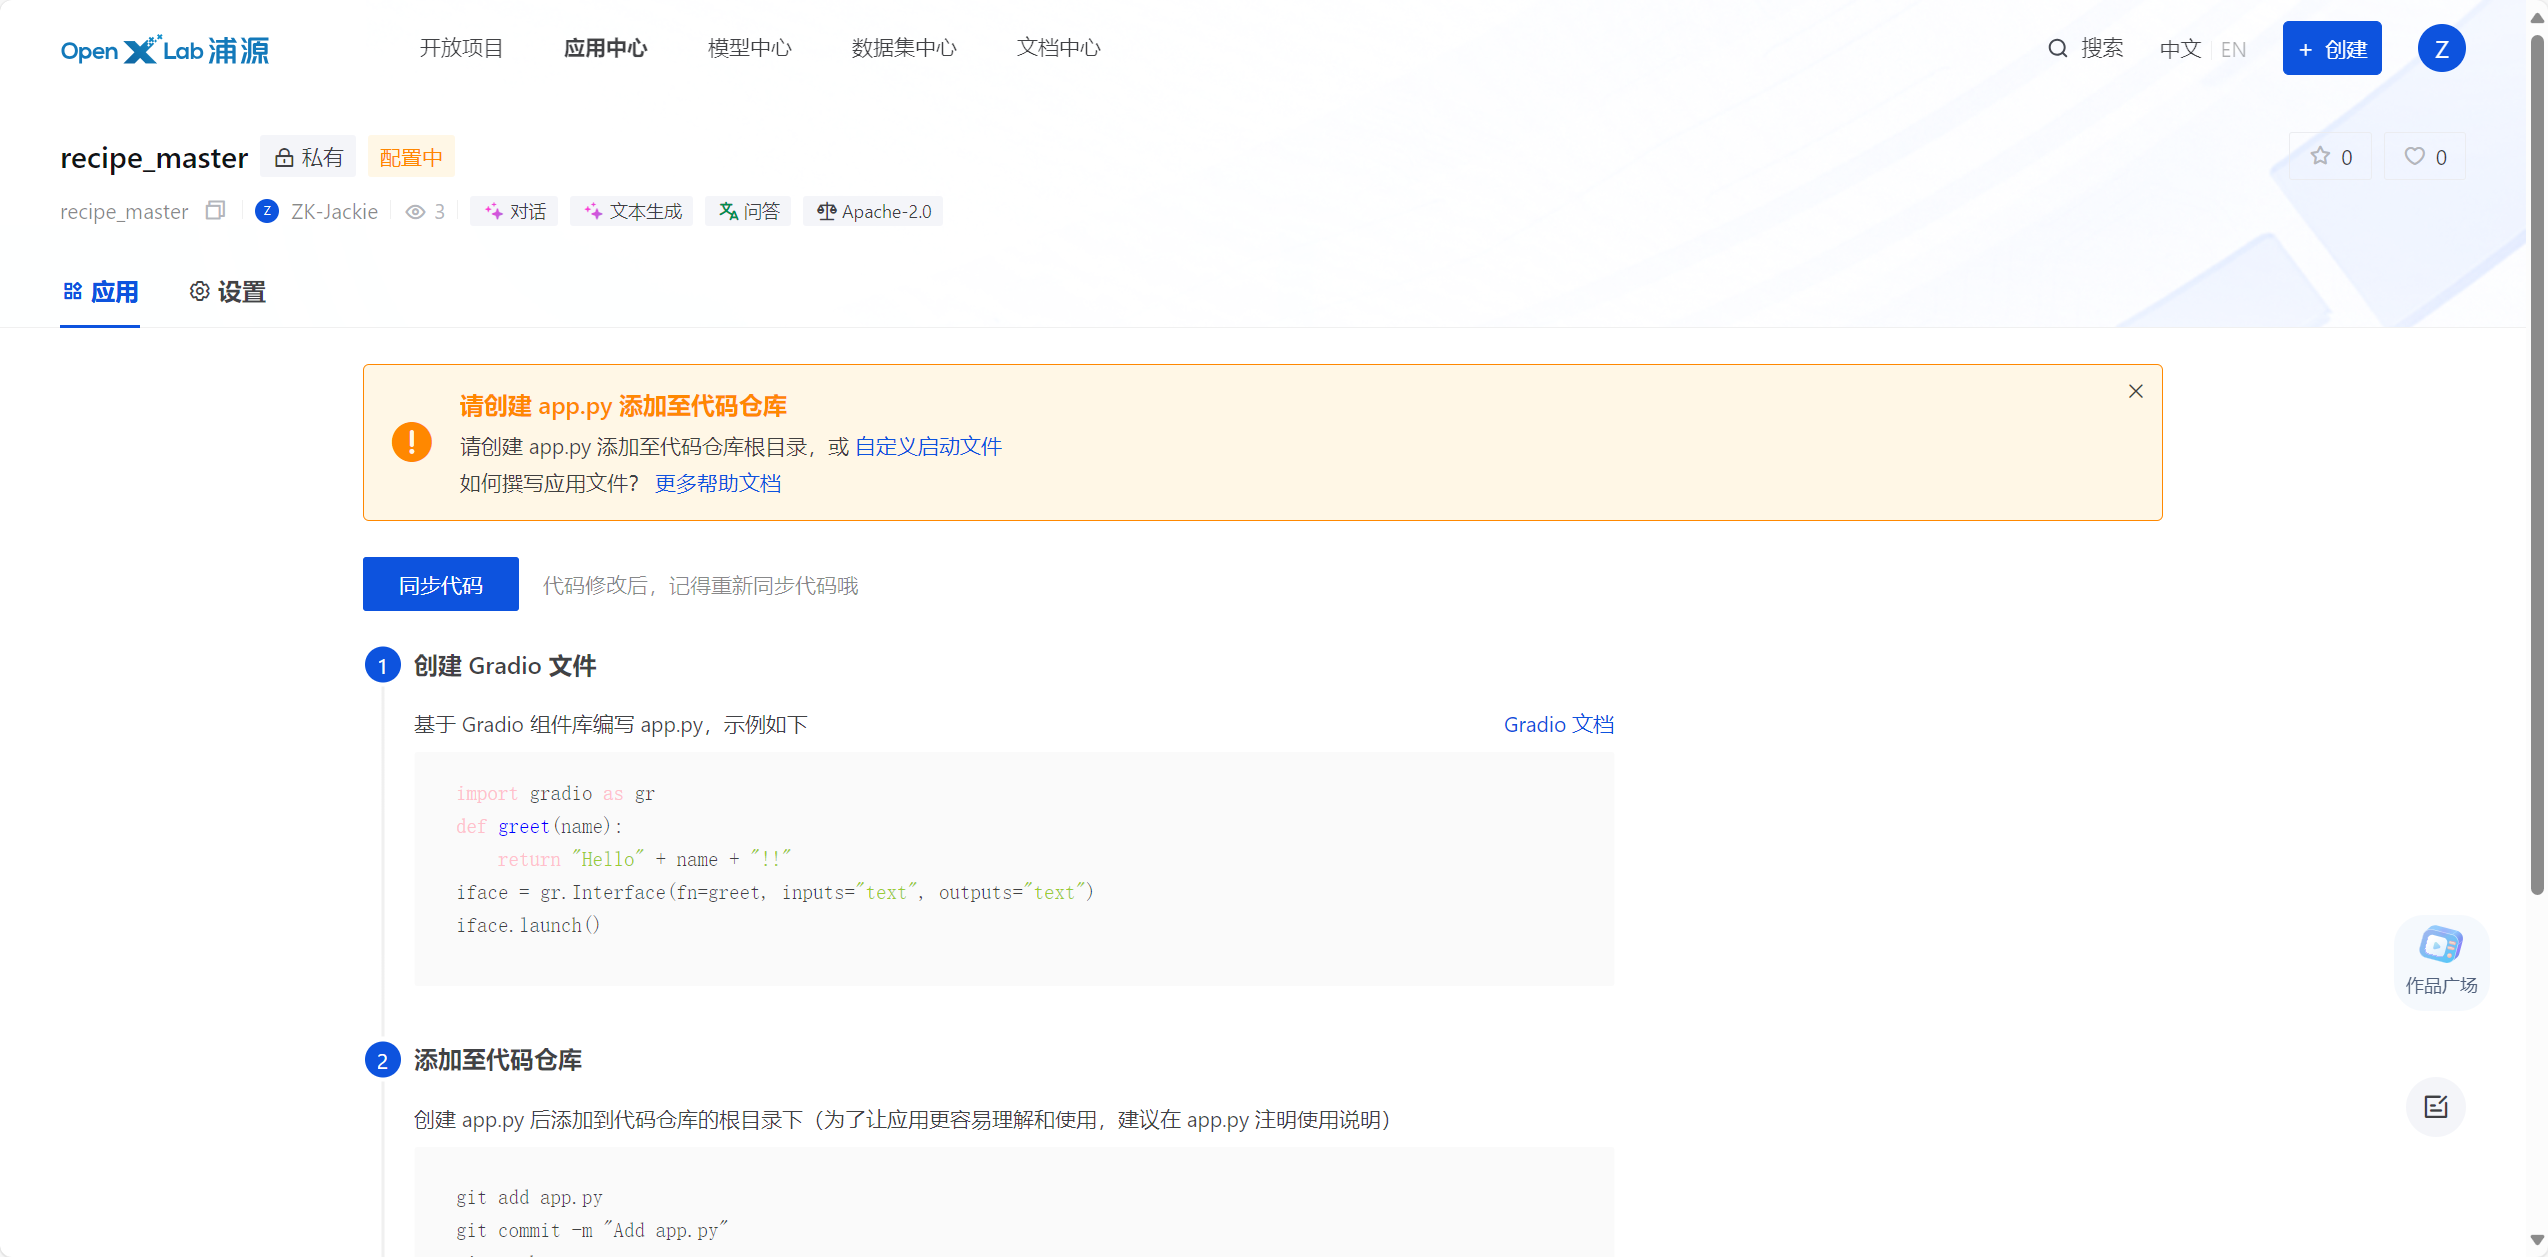 Open X Lab 浦源 开放项目 应用中心 模型中心 数据集中心 文档中心 搜索 中文 EN + 创建 Z
recipe_master 私有 配置中 0 0
recipe_master Z ZK-Jackie 3 对话 文本生成 问答 Apache-2.0
应用 设置
请创建 app.py 添加至代码仓库
请创建 app.py 添加至代码仓库根目录，或 自定义启动文件
如何撰写应用文件？ 更多帮助文档
同步代码 代码修改后，记得重新同步代码哦
1 创建 Gradio 文件
基于 Gradio 组件库编写 app.py，示例如下 Gradio 文档
import gradio as gr
def greet(name):
return "Hello" + name + "!!"
iface = gr.Interface(fn=greet, inputs="text", outputs="text")
iface.launch()
作品广场
2 添加至代码仓库
创建 app.py 后添加到代码仓库的根目录下（为了让应用更容易理解和使用，建议在 app.py 注明使用说明）
git add app.py
git commit -m "Add app.py"